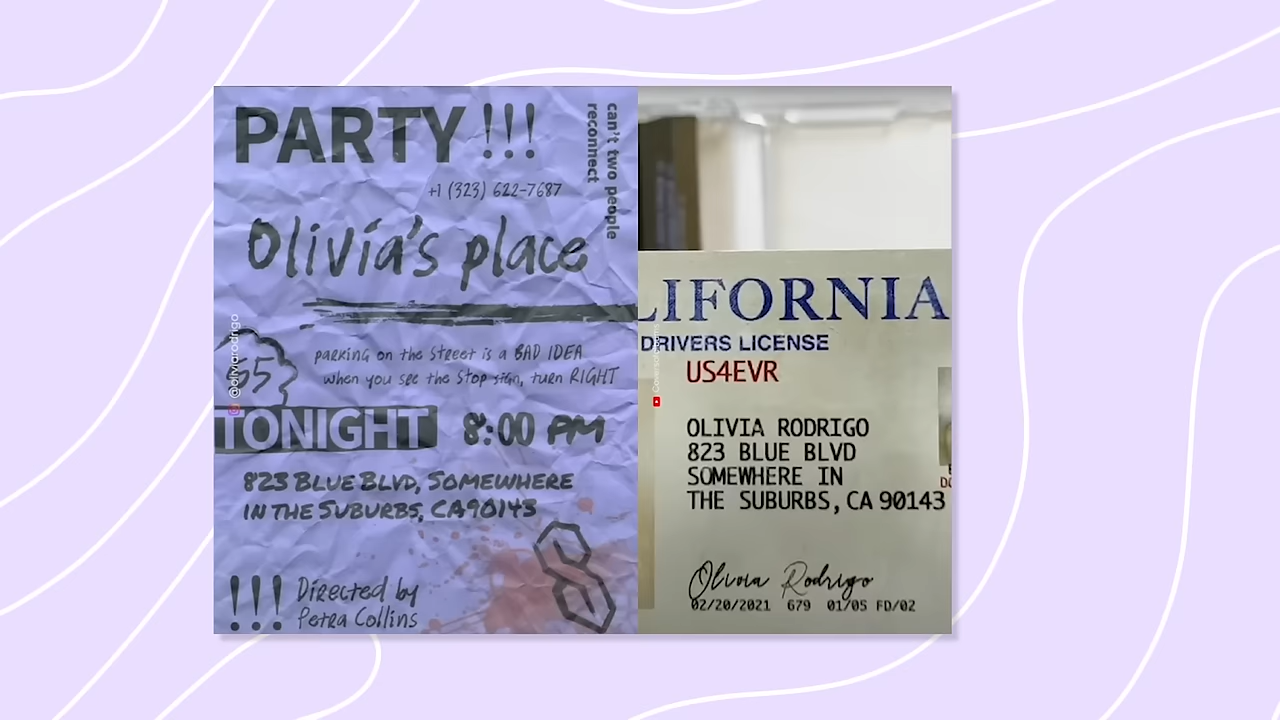 PARTY!!!
can't two people
reconnect
+1 (323) 622-7687
Olivia's place
@oliviarodrigo
55
parking on the street is a BAD IDEA
when you see the stop sign, turn RIGHT
TONIGHT 8:00 PM
823 BLUE BLVD, SOMEWHERE
IN THE SUBURBS, CA 90143
!!! Directed by
Petra Collins
LIFORNIA
DRIVERS LICENSE
US4EVR
OLIVIA RODRIGO
823 BLUE BLVD
SOMEWHERE IN
THE SUBURBS, CA 90143
Olivia Rodrigo
02/20/2021 679 01/05 FD/02